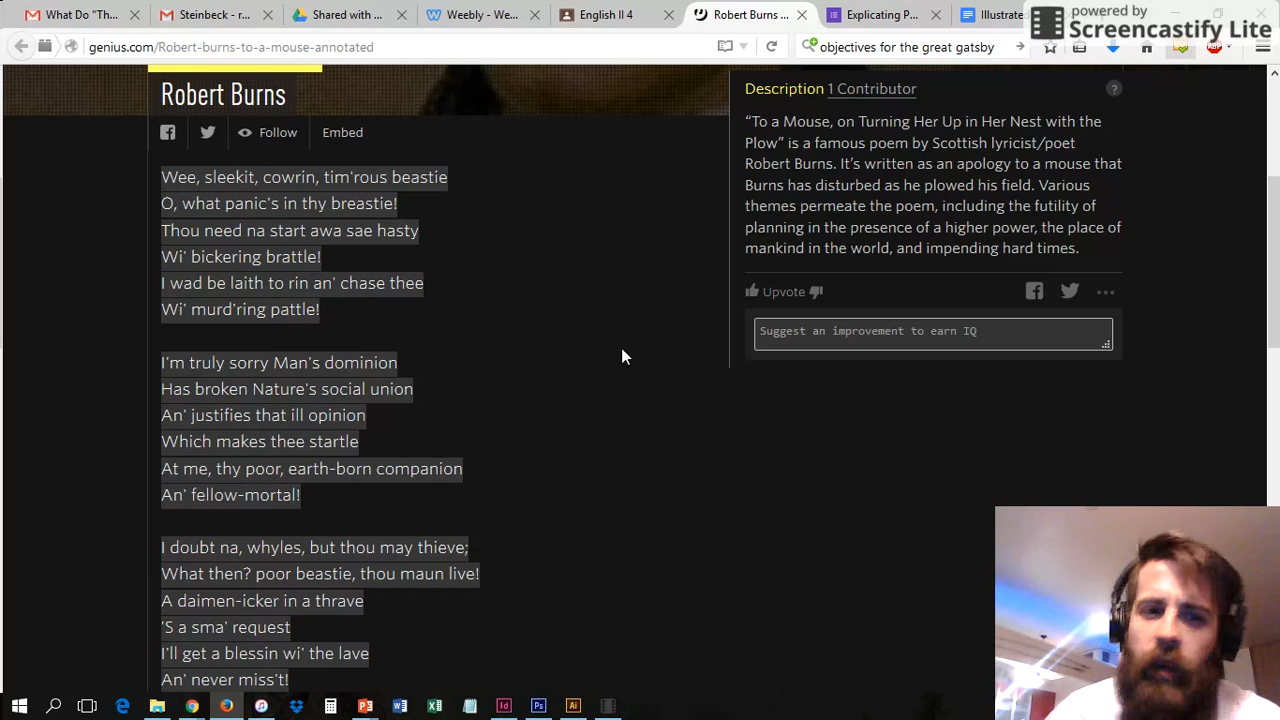 What Do "Th...
Steinbeck - r...
Shared with ...
Weebly - We...
English II 4
Robert Burns ...
Explicating P...
Illustrate
powered by
Screencastify Lite
genius.com/Robert-burns-to-a-mouse-annotated
objectives for the great gatsby
ABP
Robert Burns
Follow
Embed
Wee, sleekit, cowrin, tim'rous beastie
O, what panic's in thy breastie!
Thou need na start awa sae hasty
Wi' bickering brattle!
I wad be laith to rin an' chase thee
Wi' murd'ring pattle!
I'm truly sorry Man's dominion
Has broken Nature's social union
An' justifies that ill opinion
Which makes thee startle
At me, thy poor, earth-born companion
An' fellow-mortal!
I doubt na, whyles, but thou may thieve;
What then? poor beastie, thou maun live!
A daimen-icker in a thrave
'S a sma' request
I'll get a blessin wi' the lave
An' never miss't!
Description 1 Contributor
?
“To a Mouse, on Turning Her Up in Her Nest with the
Plow” is a famous poem by Scottish lyricist/poet
Robert Burns. It’s written as an apology to a mouse that
Burns has disturbed as he plowed his field. Various
themes permeate the poem, including the futility of
planning in the presence of a higher power, the place of
mankind in the world, and impending hard times.
Upvote
Suggest an improvement to earn IQ
Id
Ps
Ai